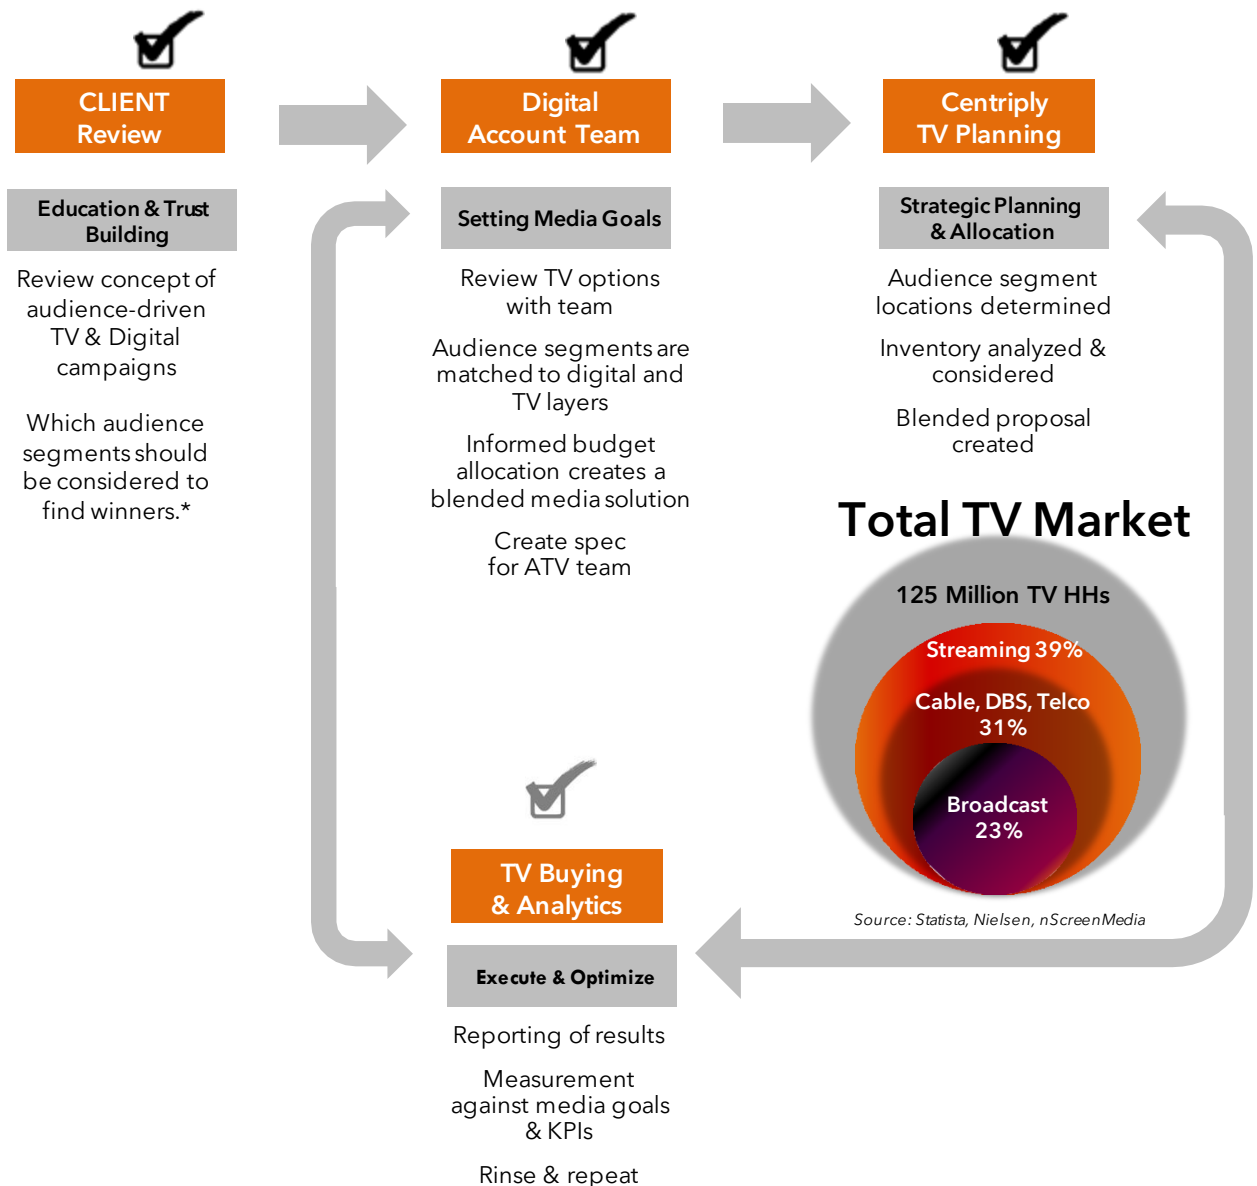 CLIENT
Review
Education & Trust
Building
Review concept of
audience-driven
TV & Digital
campaigns
Which audience
segments should
be considered to
find winners.*
Digital
Account Team
Setting Media Goals
Review TV options
with team
Audience segments are
matched to digital and
TV layers
Informed budget
allocation creates a
blended media solution
Create spec
for ATV team
Centriply
TV Planning
Strategic Planning
& Allocation
Audience segment
locations determined
Inventory analyzed &
considered
Blended proposal
created
Total TV Market
125 Million TV HHs
Streaming 39%
Cable, DBS, Telco
31%
Broadcast
23%
Source: Statista, Nielsen, nScreenMedia
TV Buying
& Analytics
Execute & Optimize
Reporting of results
Measurement
against media goals
& KPIs
Rinse & repeat